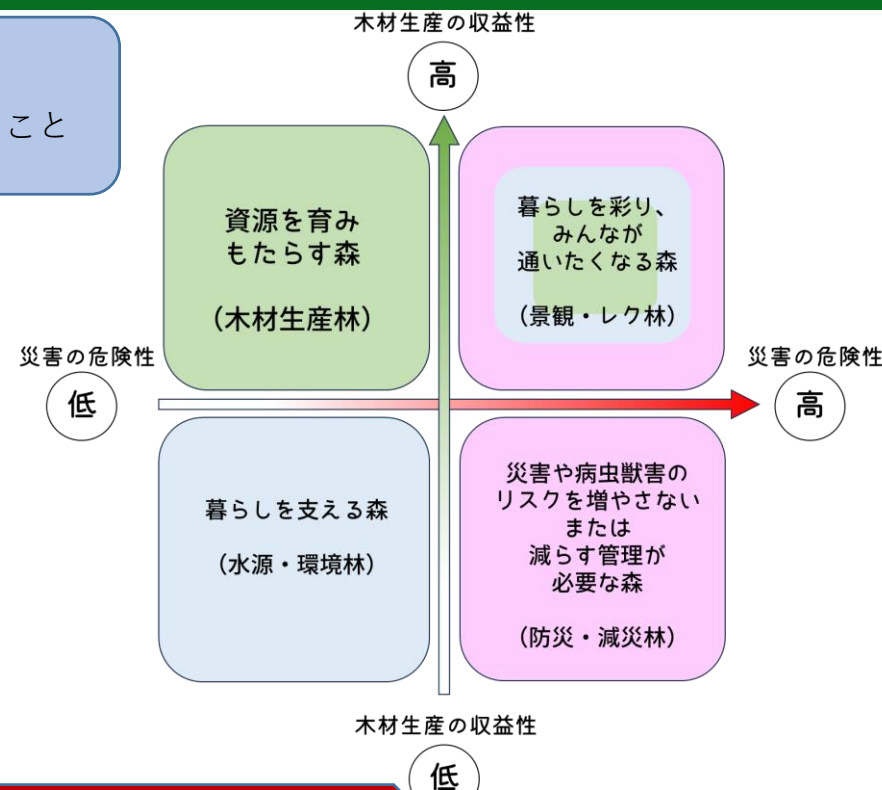 木材生産の収益性
高
こと
資源を育み
もたらす森
（木材生産林）
暮らしを彩り、
みんなが
通いたくなる森
（景観・レク林）
災害の危険性
低
災害の危険性
高
暮らしを支える森
（水源・環境林）
災害や病虫獣害の
リスクを増やさない
または
減らす管理が
必要な森
（防災・減災林）
木材生産の収益性
低